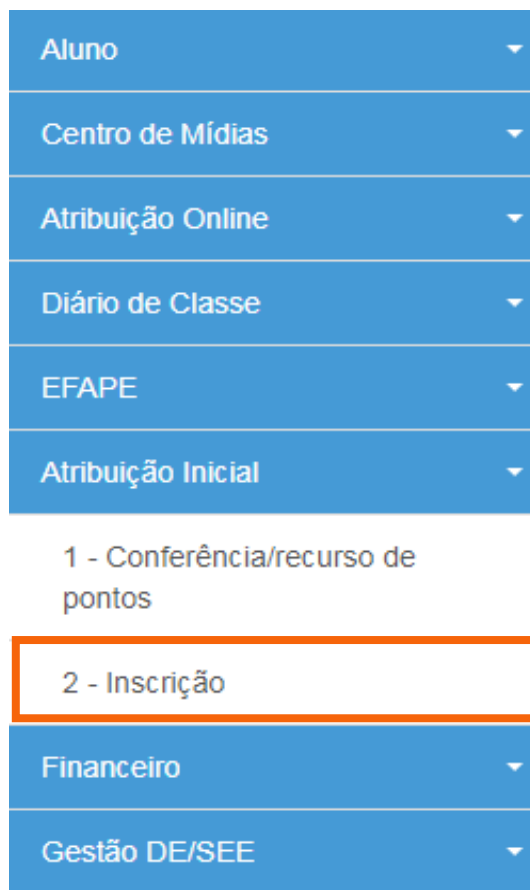 Aluno
Centro de Mídias
Atribuição Online
Diário de Classe
EFAPE
Atribuição Inicial
1 - Conferência/recurso de
pontos
2 - Inscrição
Financeiro
Gestão DE/SEE